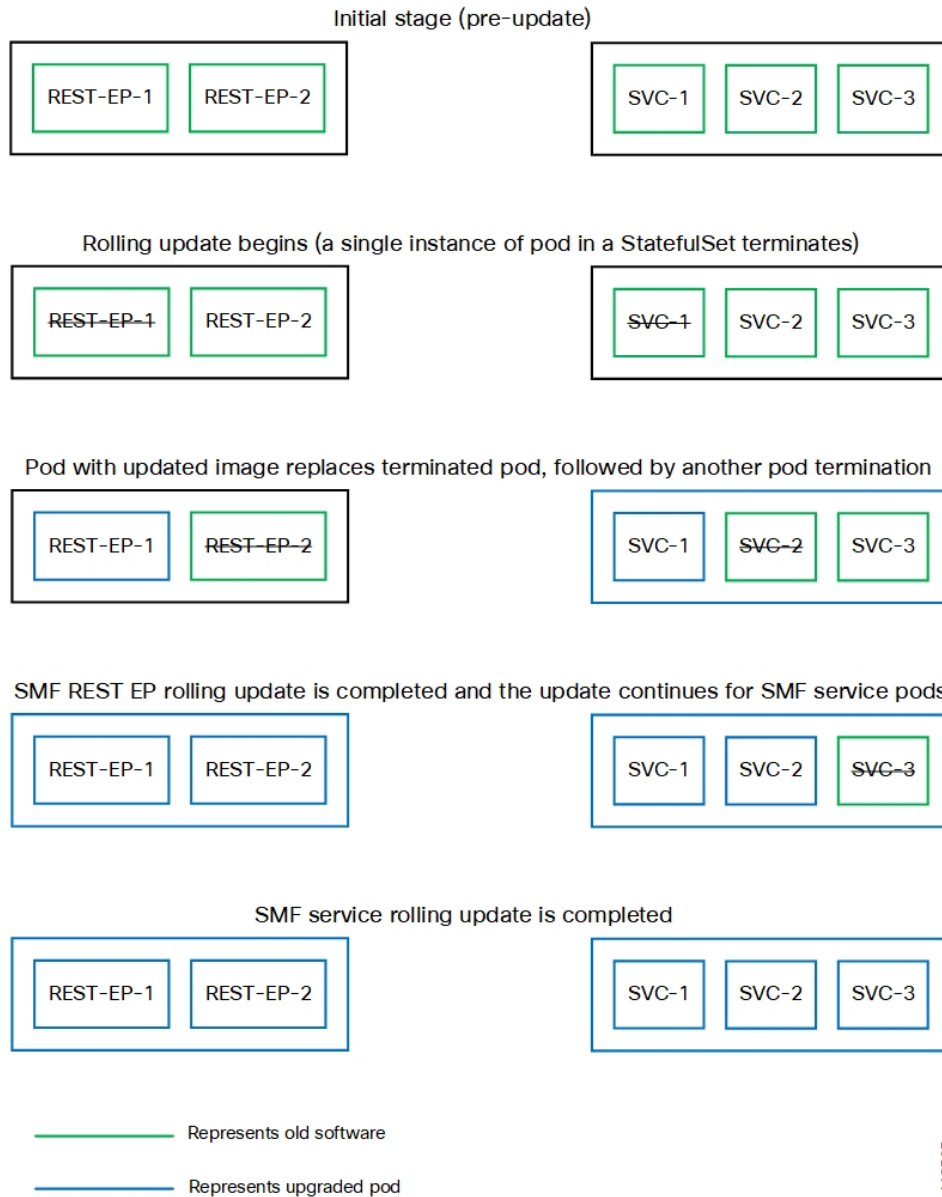 Initial stage (pre-update)
REST-EP-1 REST-EP-2 SVC-1 SVC-2 SVC-3
Rolling update begins (a single instance of pod in a StatefulSet terminates)
REST-EP-1 REST-EP-2 SVC-1 SVC-2 SVC-3
Pod with updated image replaces terminated pod, followed by another pod termination
REST-EP-1 REST-EP-2 SVC-1 SVC-2 SVC-3
SMF REST EP rolling update is completed and the update continues for SMF service pods
REST-EP-1 REST-EP-2 SVC-1 SVC-2 SVC-3
SMF service rolling update is completed
REST-EP-1 REST-EP-2 SVC-1 SVC-2 SVC-3
Represents old software
Represents upgraded pod